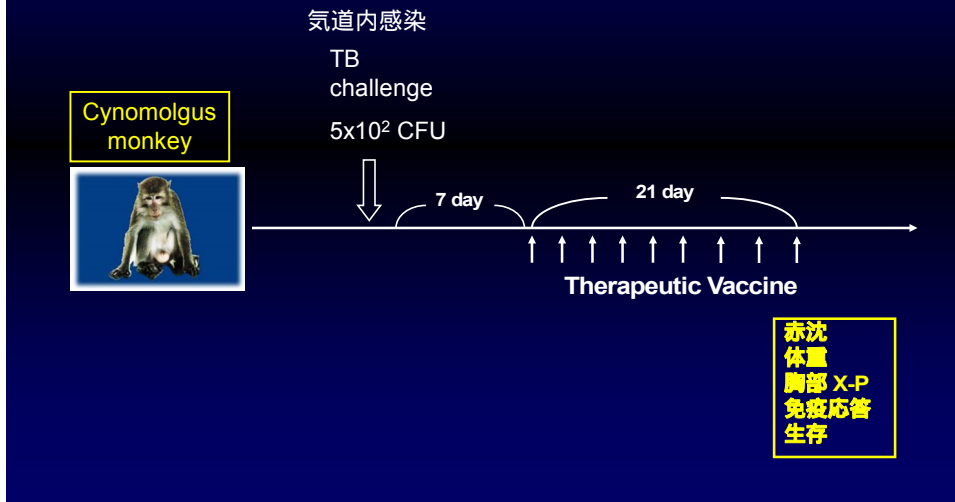 気道内感染
TB
challenge
5x10² CFU
Cynomolgus
monkey
7 day
21 day
Therapeutic Vaccine
赤沈
体重
胸部 X-P
免疫応答
生存